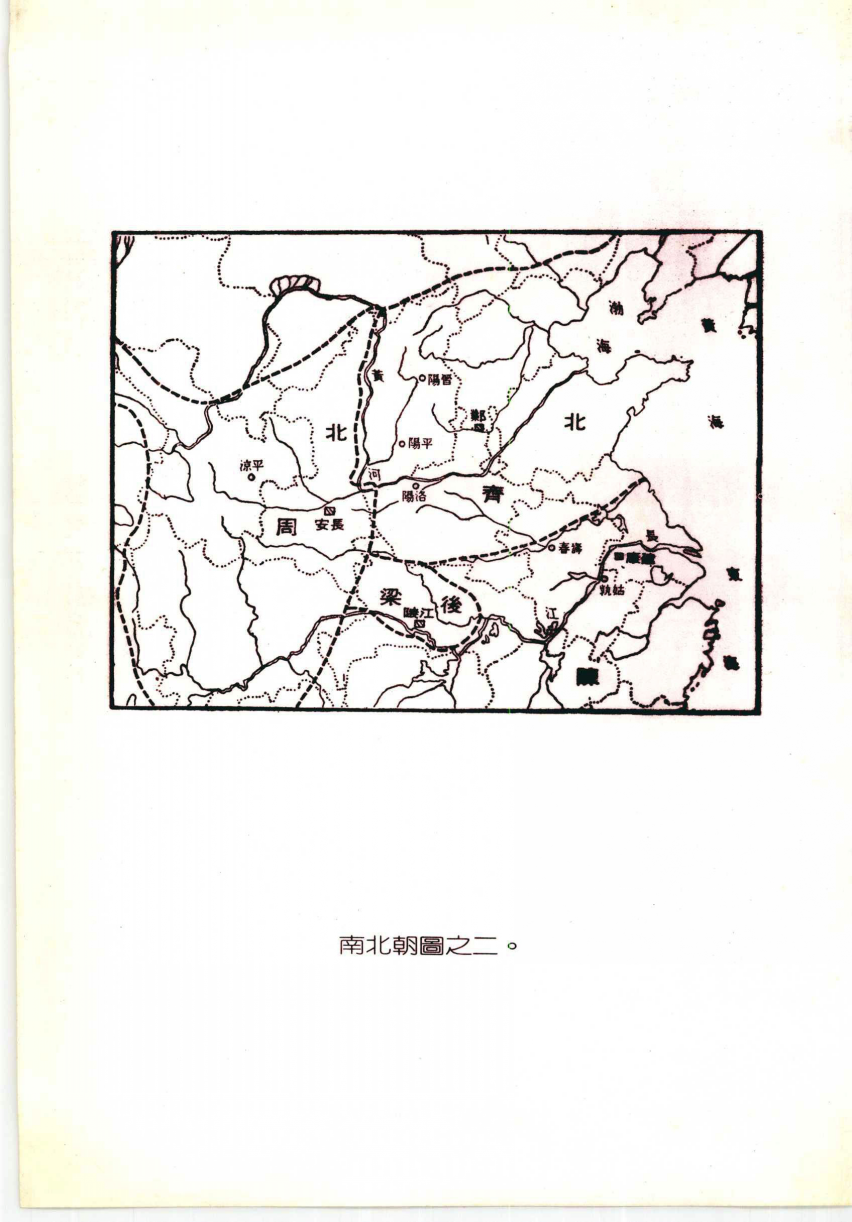 渤海
黃海
黃
陽晉
北
北
鄴
陽平
涼平
河
齊
陽洛
安長
周
春壽
長
康建
東海
孰姑
梁後
陵江
江
陳
南北朝圖之二。